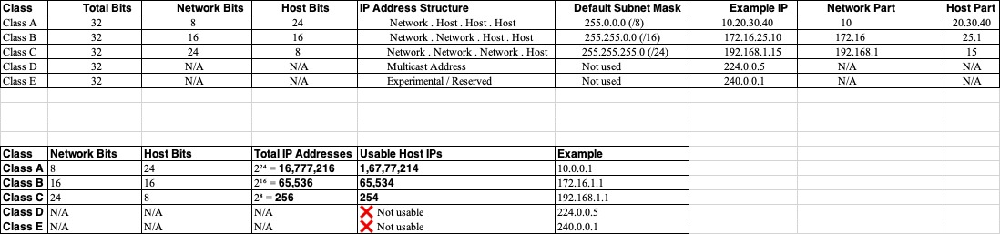 Class Total Bits Network Bits Host Bits IP Address Structure Default Subnet Mask Example IP Network Part Host Part
Class A 32 8 24 Network . Host . Host . Host 255.0.0.0 (/8) 10.20.30.40 10 20.30.40
Class B 32 16 16 Network . Network . Host . Host 255.255.0.0 (/16) 172.16.25.10 172.16 25.1
Class C 32 24 8 Network . Network . Network . Host 255.255.255.0 (/24) 192.168.1.15 192.168.1 15
Class D 32 N/A N/A Multicast Address Not used 224.0.0.5 N/A N/A
Class E 32 N/A N/A Experimental / Reserved Not used 240.0.0.1 N/A N/A
Class Network Bits Host Bits Total IP Addresses Usable Host IPs Example
Class A 8 24 2²⁴ = 16,777,216 1,67,77,214 10.0.0.1
Class B 16 16 2¹⁶ = 65,536 65,534 172.16.1.1
Class C 24 8 2⁸ = 256 254 192.168.1.1
Class D N/A N/A N/A ❌ Not usable 224.0.0.5
Class E N/A N/A N/A ❌ Not usable 240.0.0.1